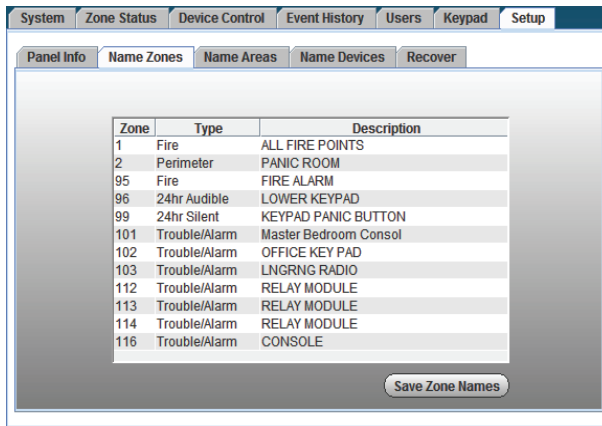 System Zone Status Device Control Event History Users Keypad Setup
Panel Info Name Zones Name Areas Name Devices Recover
Zone Type Description
1 Fire ALL FIRE POINTS
2 Perimeter PANIC ROOM
95 Fire FIRE ALARM
96 24hr Audible LOWER KEYPAD
99 24hr Silent KEYPAD PANIC BUTTON
101 Trouble/Alarm Master Bedroom Consol
102 Trouble/Alarm OFFICE KEY PAD
103 Trouble/Alarm LNGRNG RADIO
112 Trouble/Alarm RELAY MODULE
113 Trouble/Alarm RELAY MODULE
114 Trouble/Alarm RELAY MODULE
116 Trouble/Alarm CONSOLE
Save Zone Names